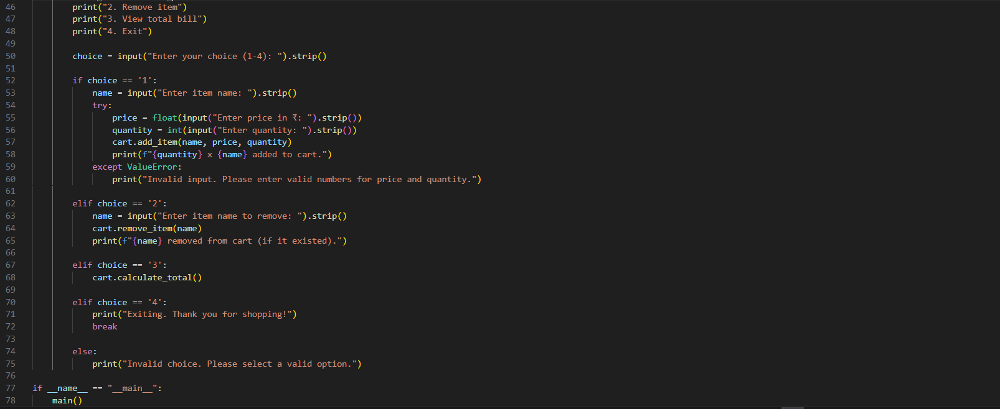 46 print("2. Remove item")
47 print("3. View total bill")
48 print("4. Exit")
49
50 choice = input("Enter your choice (1-4): ").strip()
51
52 if choice == '1':
53 name = input("Enter item name: ").strip()
54 try:
55 price = float(input("Enter price in ₹: ").strip())
56 quantity = int(input("Enter quantity: ").strip())
57 cart.add_item(name, price, quantity)
58 print(f"{quantity} x {name} added to cart.")
59 except ValueError:
60 print("Invalid input. Please enter valid numbers for price and quantity.")
61
62 elif choice == '2':
63 name = input("Enter item name to remove: ").strip()
64 cart.remove_item(name)
65 print(f"{name} removed from cart (if it existed).")
66
67 elif choice == '3':
68 cart.calculate_total()
69
70 elif choice == '4':
71 print("Exiting. Thank you for shopping!")
72 break
73
74 else:
75 print("Invalid choice. Please select a valid option.")
76
77 if __name__ == "__main__":
78 main()